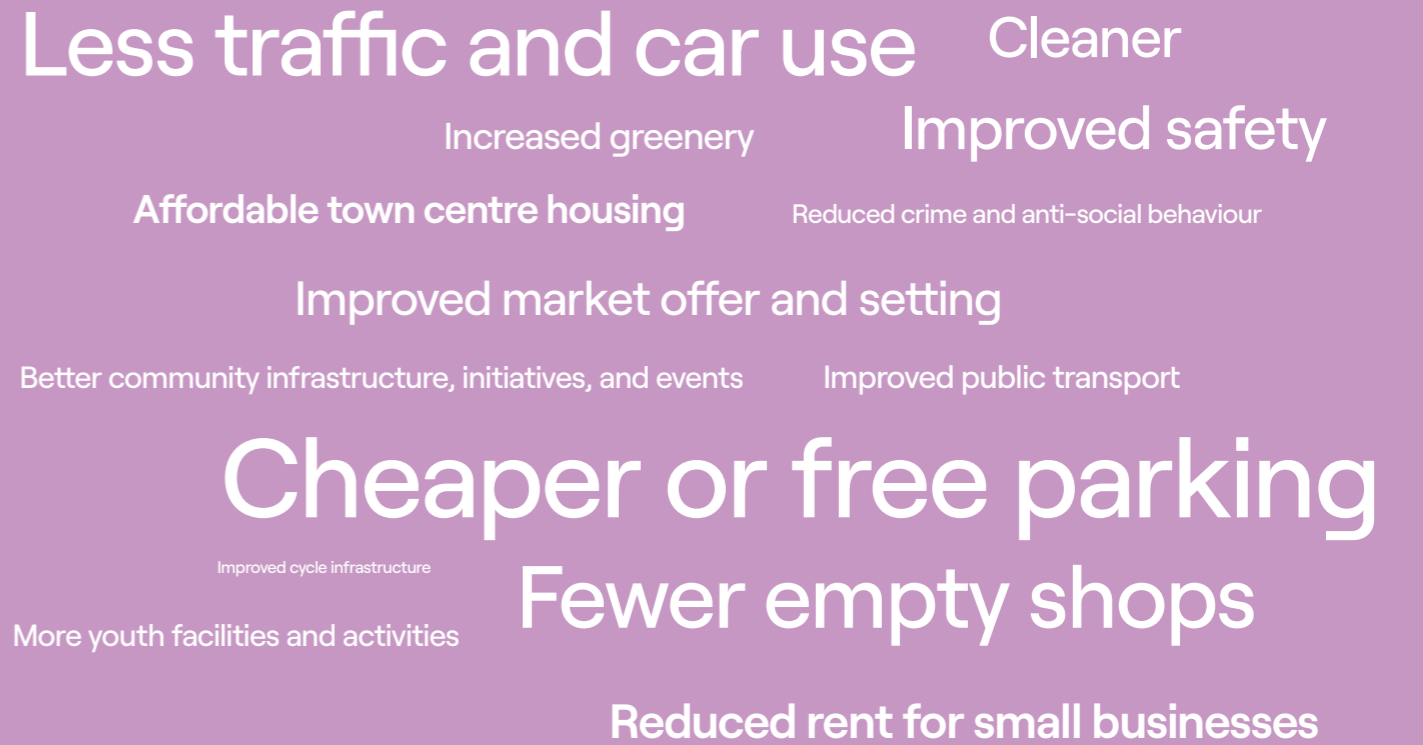 Less traffic and car use
Cleaner
Increased greenery
Improved safety
Affordable town centre housing
Reduced crime and anti-social behaviour
Improved market offer and setting
Better community infrastructure, initiatives, and events
Improved public transport
Cheaper or free parking
Improved cycle infrastructure
Fewer empty shops
More youth facilities and activities
Reduced rent for small businesses